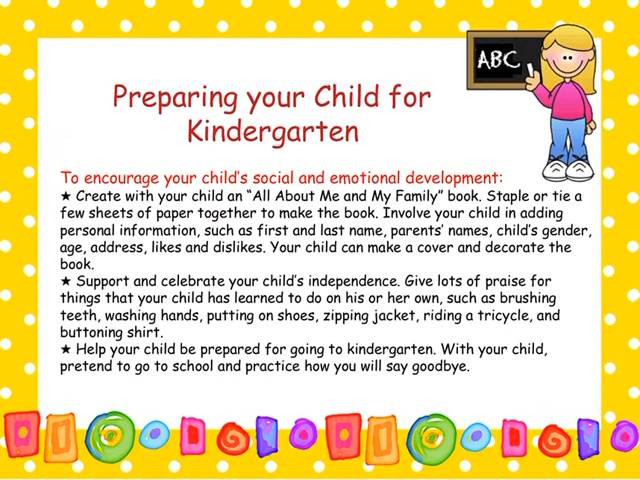 ABC
Preparing your Child for
Kindergarten
To encourage your child's social and emotional development:
★ Create with your child an “All About Me and My Family” book. Staple or tie a
few sheets of paper together to make the book. Involve your child in adding
personal information, such as first and last name, parents’ names, child’s gender,
age, address, likes and dislikes. Your child can make a cover and decorate the
book.
★ Support and celebrate your child’s independence. Give lots of praise for
things that your child has learned to do on his or her own, such as brushing
teeth, washing hands, putting on shoes, zipping jacket, riding a tricycle, and
buttoning shirt.
★ Help your child be prepared for going to kindergarten. With your child,
pretend to go to school and practice how you will say goodbye.